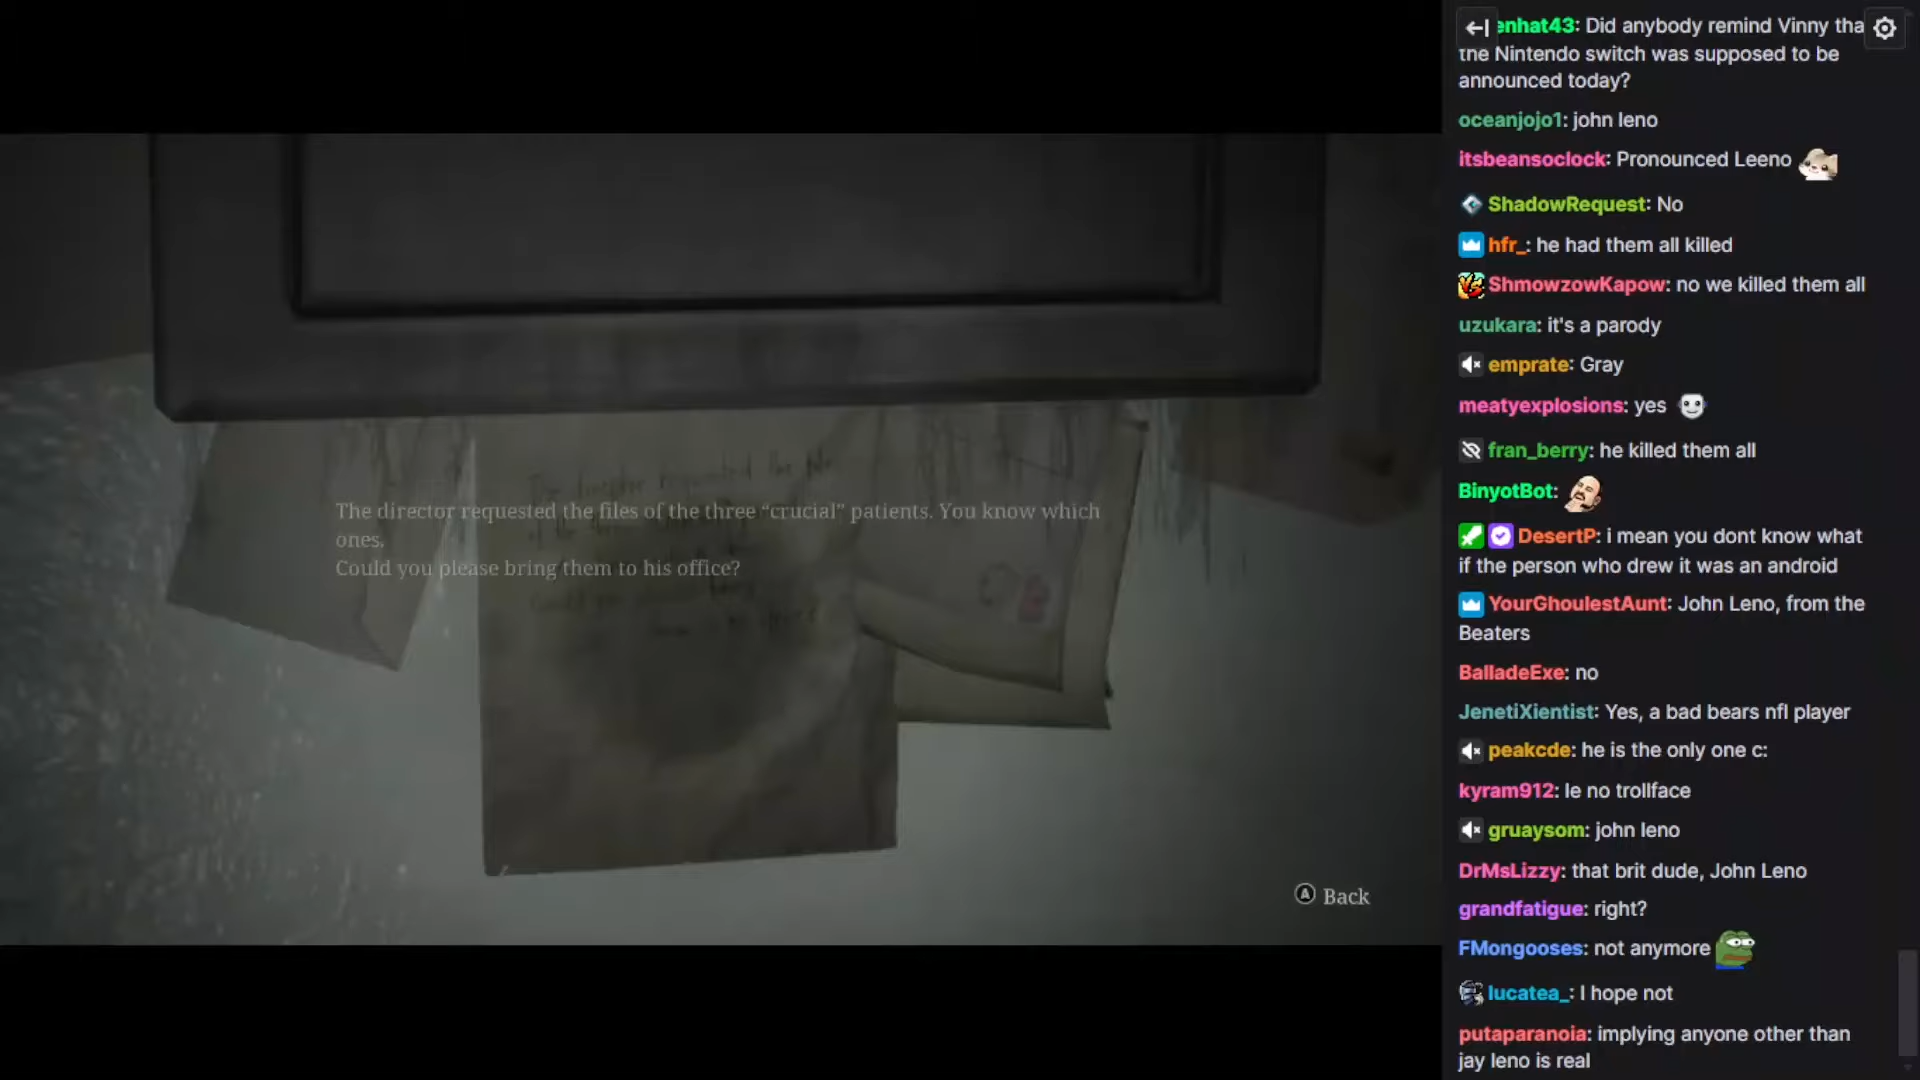 The director requested the files of the three “crucial” patients. You know which
ones.
Could you please bring them to his office?
Back
enhat43: Did anybody remind Vinny tha
the Nintendo switch was supposed to be
announced today?
oceanjojo1: john leno
itsbeansoclock: Pronounced Leeno
ShadowRequest: No
hfr_: he had them all killed
ShmowzowKapow: no we killed them all
uzukara: it's a parody
emprate: Gray
meatyexplosions: yes
fran_berry: he killed them all
BinyotBot:
DesertP: i mean you dont know what
if the person who drew it was an android
YourGhoulestAunt: John Leno, from the
Beaters
BalladeExe: no
JenetiXientist: Yes, a bad bears nfl player
peakcde: he is the only one c:
kyram912: le no trollface
gruaysom: john leno
DrMsLizzy: that brit dude, John Leno
grandfatigue: right?
FMongooses: not anymore
lucatea_: I hope not
putaparanoia: implying anyone other than
jay leno is real